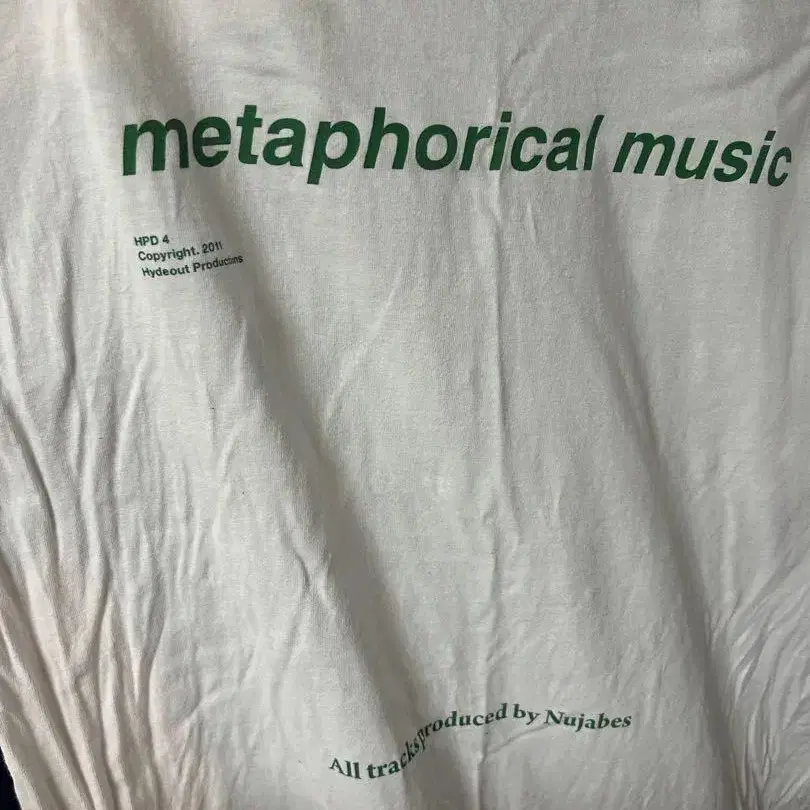 metaphorical music
HPD 4
Copyright. 2011
Hydeout Productions
All tracks produced by Nujabes